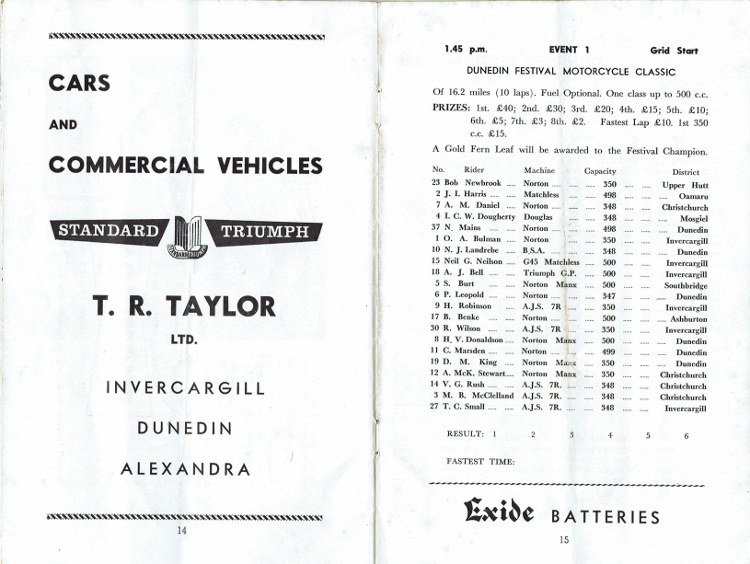 CARS
AND
COMMERCIAL VEHICLES
STANDARD TRIUMPH
STANDARD TRIUMPH
T. R. TAYLOR
LTD.
INVERCARGILL
DUNEDIN
ALEXANDRA
14
1.45 p.m. EVENT 1 Grid Start
DUNEDIN FESTIVAL MOTORCYCLE CLASSIC
Of 16.2 miles (10 laps). Fuel Optional. One class up to 500 c.c.
PRIZES: 1st. £40; 2nd. £30; 3rd. £20; 4th. £15; 5th. £10;
6th. £5; 7th. £3; 8th. £2. Fastest Lap £10. 1st 350
c.c. £15.
A Gold Fern Leaf will be awarded to the Festival Champion.
No. Rider Machine Capacity District
23 Bob Newbrook .... Norton .... .... .... 350 .... .... Upper Hutt
2 J. I. Harris .... .... Matchless .... .... 498 .... .... Oamaru
7 A. M. Daniel .... Norton .... .... .... 348 .... .... Christchurch
4 I. C. W. Dougherty Douglas .... .... 348 .... .... Mosgiel
37 N. Mains .... .... Norton .... .... .... 498 .... .... Dunedin
1 O. A. Bulman .... Norton .... .... 350 .... .... Invercargill
10 N. J. Landrebe .... B.S.A. .... .... .... 348 .... .... Dunedin
15 Neil G. Neilson .... G45 Matchless .... 500 .... .... Invercargill
18 A. J. Bell .... .... Triumph G.P. .... 500 .... .... Invercargill
5 S. Burt .... .... Norton Manx .... 500 .... .... Southbridge
6 P. Leopold .... .... Norton .... .... .... 347 .... .... Dunedin
9 H. Robinson .... A.J.S. 7R .... .... 350 .... .... Invercargill
17 B. Benke .... .... Norton .... .... .... 500 .... .... Ashburton
30 R. Wilson .... .... A.J.S. 7R .... .... 350 .... .... Invercargill
8 H. V. Donaldson .... Norton Manx .... 500 .... .... Dunedin
11 C. Marsden .... .... Norton .... .... .... 499 .... .... Dunedin
19 D. M. King .... Norton Manx .... 350 .... .... Dunedin
12 A. McK. Stewart .... Norton Manx .... 350 .... .... Christchurch
14 V. G. Rush .... .... A.J.S. 7R. .... .... 348 .... .... Christchurch
3 M. B. McClelland A.J.S. 7R. .... .... 348 .... .... Christchurch
27 T. C. Small .... .... A.J.S. 7R. .... .... 348 .... .... Invercargill
RESULT: 1 2 3 4 5 6
FASTEST TIME:
Exide BATTERIES
15